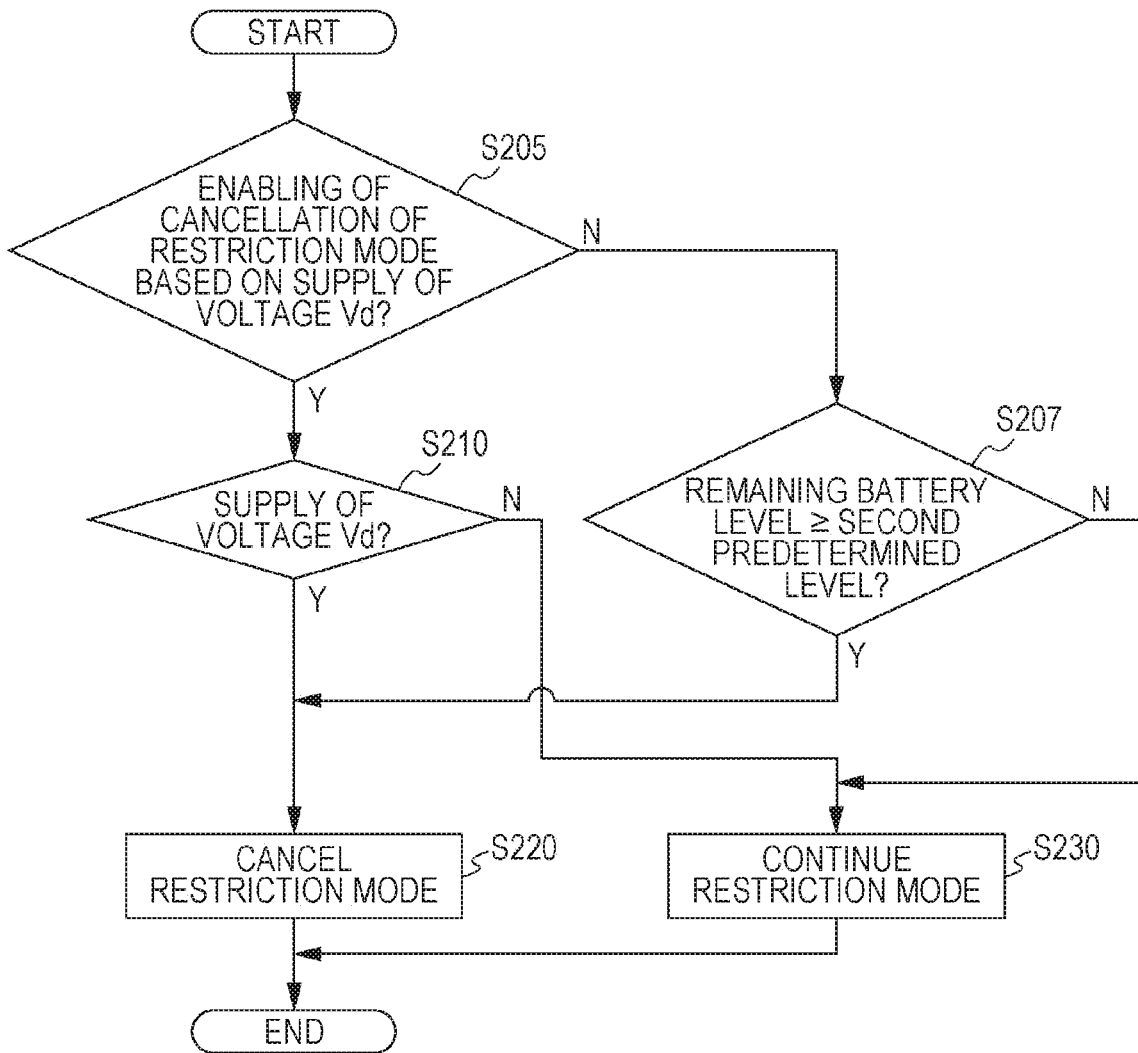 START
S205
ENABLING OF
CANCELLATION OF
RESTRICTION MODE
BASED ON SUPPLY OF
VOLTAGE Vd?
N
Y
S207
REMAINING BATTERY
LEVEL ≥ SECOND
PREDETERMINED
LEVEL?
N
Y
S210
SUPPLY OF
VOLTAGE Vd?
N
Y
CANCEL
RESTRICTION MODE
S220
CONTINUE
RESTRICTION MODE
S230
END